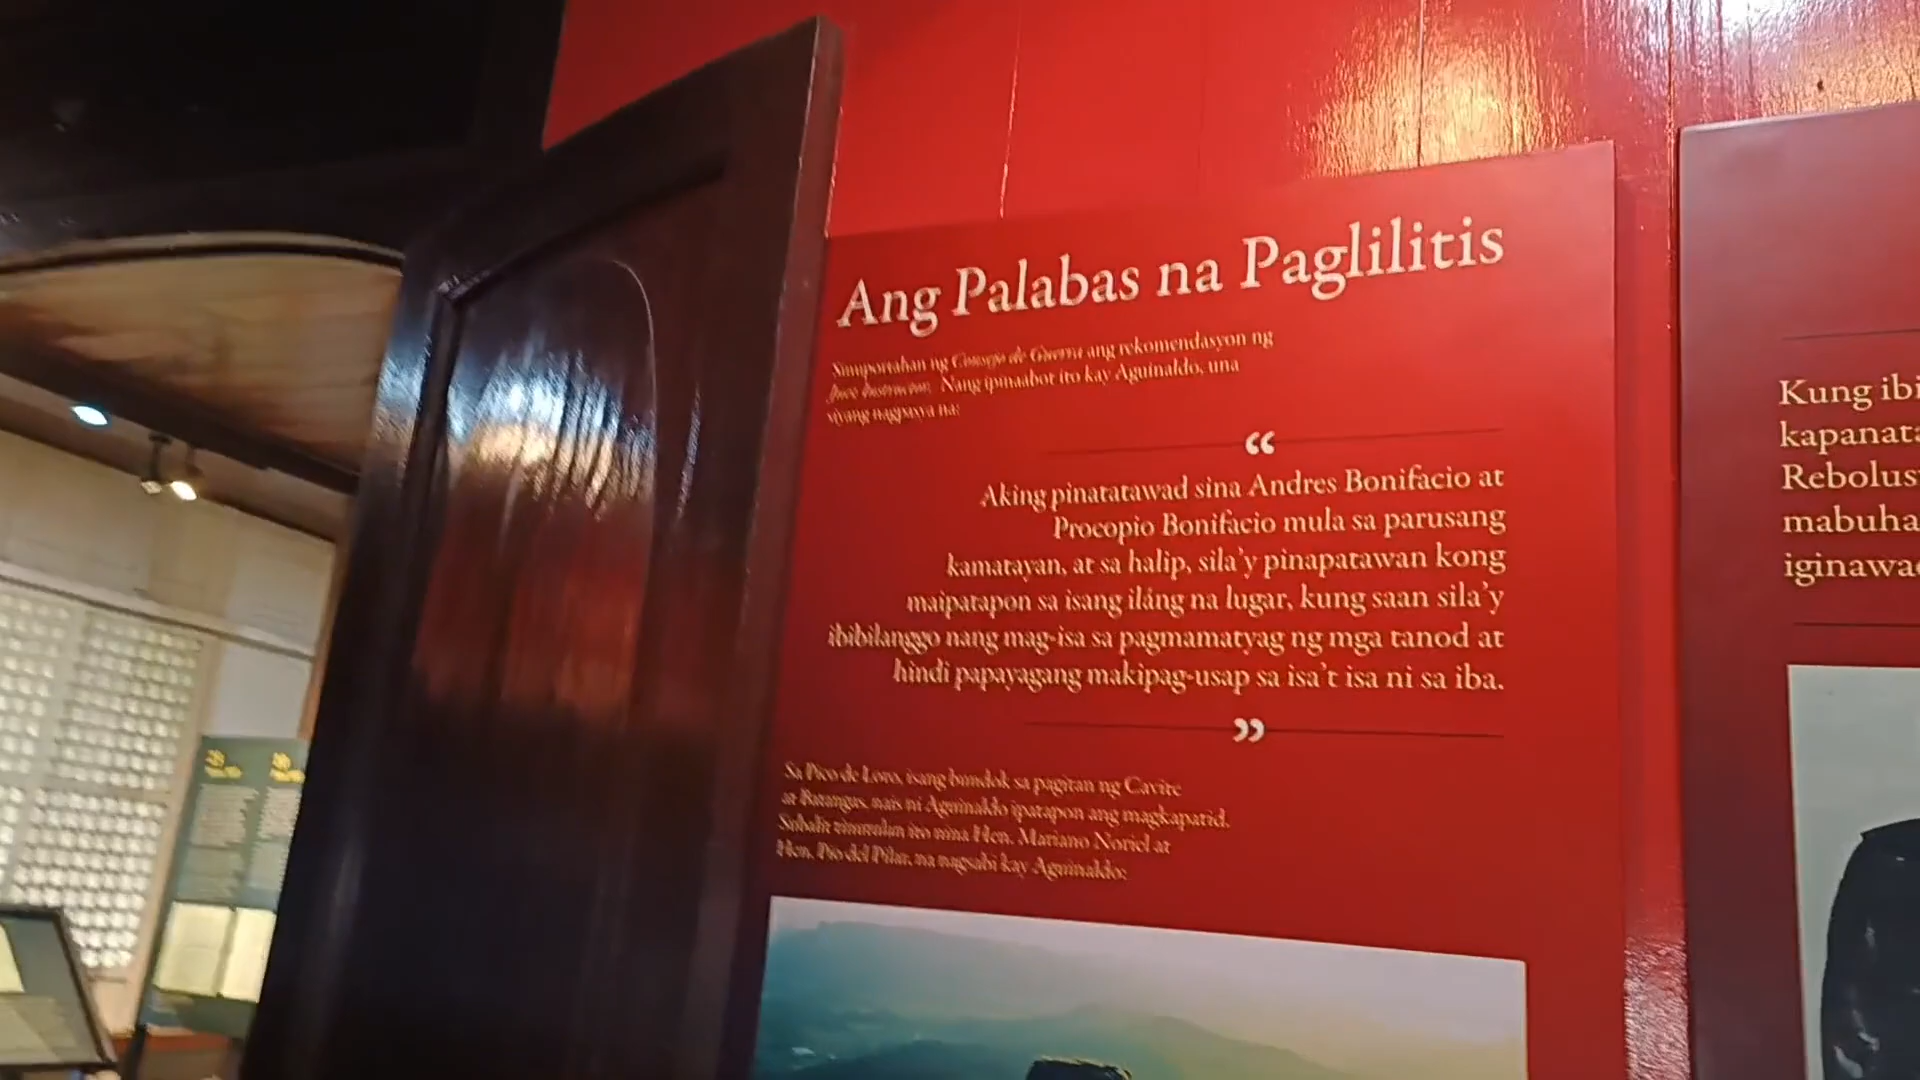 Ang Palabas na Paglilitis
Sinuportahan ng Consejo de Guerra ang rekomendasyon ng
Juez Instructor. Nang ipinaabot ito kay Aguinaldo, una
siyang nagpasya na:
“
Aking pinatatawad sina Andres Bonifacio at
Procopio Bonifacio mula sa parusang
kamatayan, at sa halip, sila’y pinapatawan kong
maipatapon sa isang iláng na lugar, kung saan sila’y
ibibilanggo nang mag-isa sa pagmamatyag ng mga tanod at
hindi papayagang makipag-usap sa isa’t isa ni sa iba.
”
Sa Pico de Loro, isang bundok sa pagitan ng Cavite
at Batangas, nais ni Aguinaldo ipatapon ang magkapatid.
Subalit tinutulan ito nina Hen. Mariano Noriel at
Hen. Pio del Pilar, na nagsabi kay Aguinaldo:
Kung ibi
kapanata
Rebolus
mabuha
iginawa